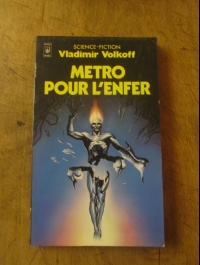 SCIENCE-FICTION
Vladimir Volkoff
METRO
POUR L'ENFER